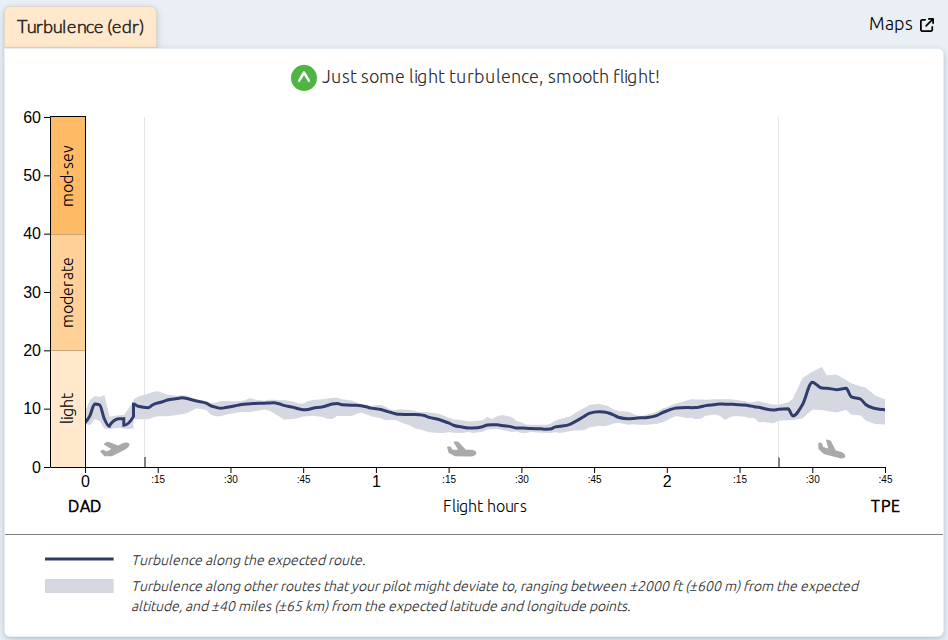 Turbulence (edr)
Maps
Just some light turbulence, smooth flight!
60
50
40
30
20
10
0
mod-sev
moderate
light
0 :15 :30 :45 1 :15 :30 :45 2 :15 :30 :45
DAD Flight hours TPE
Turbulence along the expected route.
Turbulence along other routes that your pilot might deviate to, ranging between ±2000 ft (±600 m) from the expected
altitude, and ±40 miles (±65 km) from the expected latitude and longitude points.